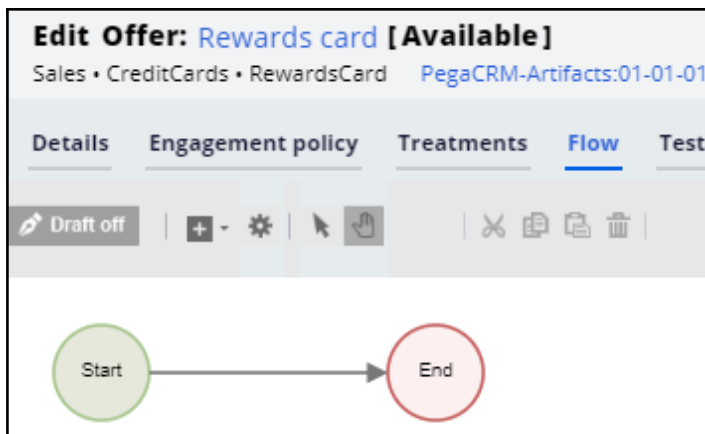 Edit Offer: Rewards card [Available]
Sales • CreditCards • RewardsCard PegaCRM-Artifacts:01-01-01
Details Engagement policy Treatments Flow Test
Draft off
Start End